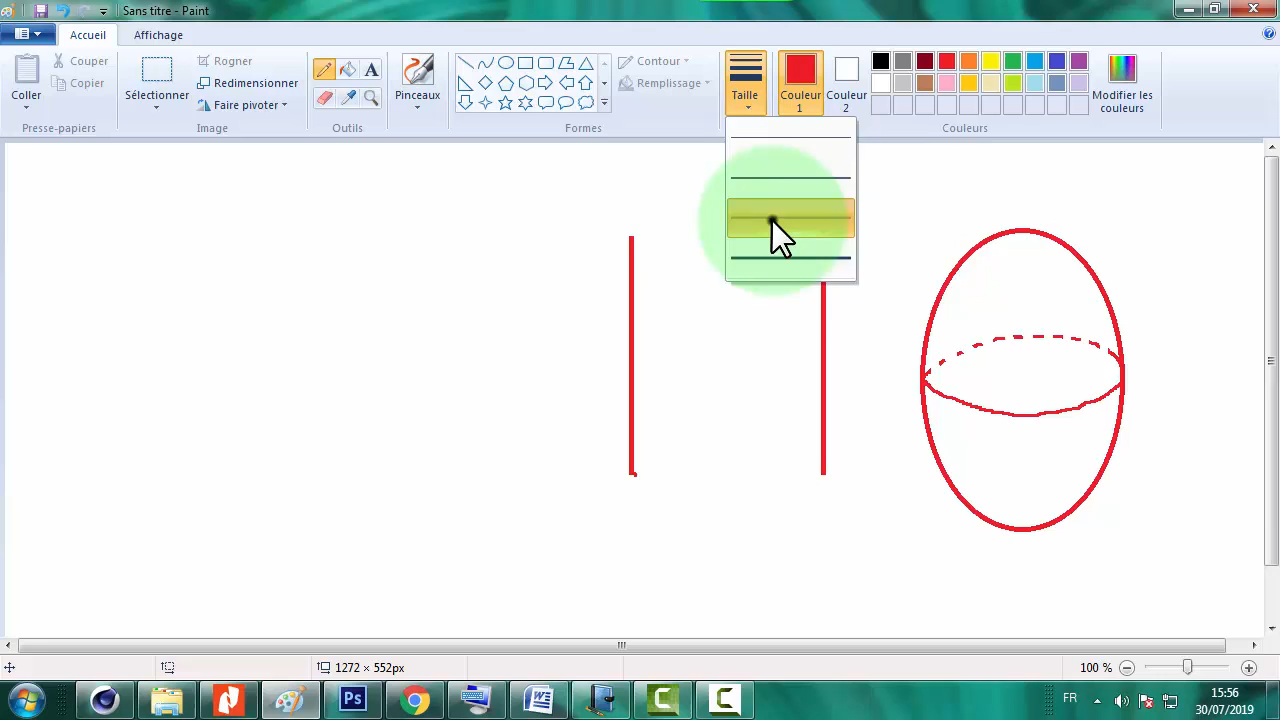 Sans titre - Paint
Accueil
Affichage
Coller
Couper
Copier
Presse-papiers
Sélectionner
Rogner
Redimensionner
Faire pivoter
Image
A
Outils
Pinceaux
Contour
Remplissage
Formes
Taille
Couleur 1
Couleur 2
Modifier les couleurs
Couleurs
1272 × 552px
100 %
Ps
W
C
C
FR
15:56
30/07/2019